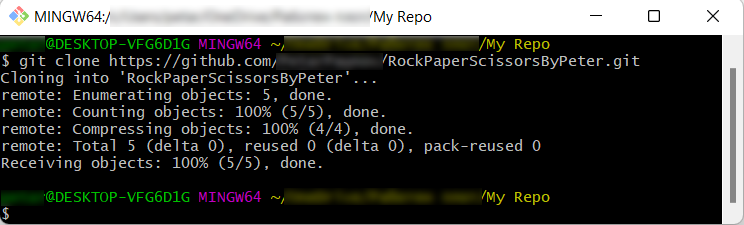 MINGW64:/ /My Repo
@DESKTOP-VFG6D1G MINGW64 ~/ /My Repo
$ git clone https://github.com/ /RockPaperScissorsByPeter.git
Cloning into 'RockPaperScissorsByPeter'...
remote: Enumerating objects: 5, done.
remote: Counting objects: 100% (5/5), done.
remote: Compressing objects: 100% (4/4), done.
remote: Total 5 (delta 0), reused 0 (delta 0), pack-reused 0
Receiving objects: 100% (5/5), done.
@DESKTOP-VFG6D1G MINGW64 ~/ /My Repo
$